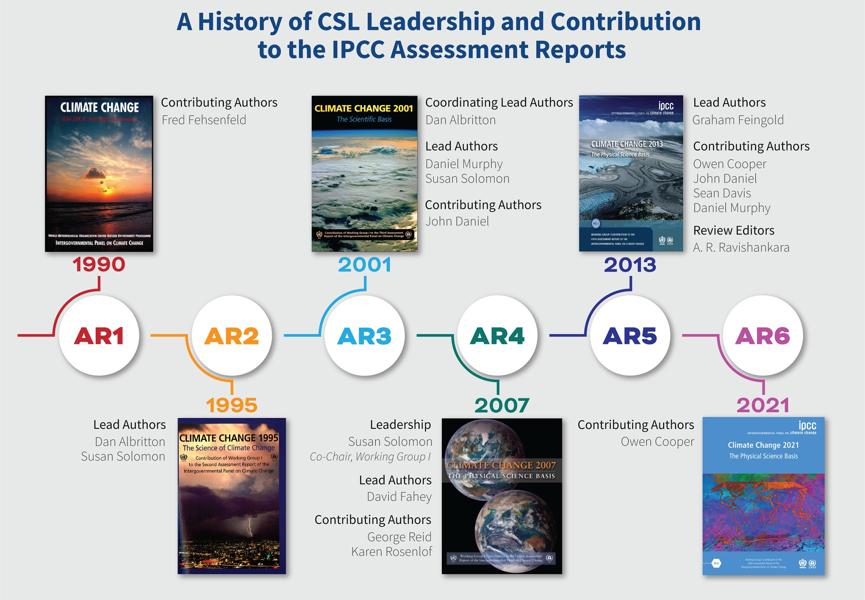 A History of CSL Leadership and Contribution
to the IPCC Assessment Reports
CLIMATE CHANGE
WORLD METEOROLOGICAL ORGANIZATION/UNITED NATIONS ENVIRONMENT PROGRAMME
INTERGOVERNMENTAL PANEL ON CLIMATE CHANGE
Contributing Authors
Fred Fehsenfeld
1990
AR1
CLIMATE CHANGE 2001
The Scientific Basis
Contribution of Working Group I to the Third Assessment
Report of the Intergovernmental Panel on Climate Change
Coordinating Lead Authors
Dan Albritton
Lead Authors
Daniel Murphy
Susan Solomon
Contributing Authors
John Daniel
2001
AR3
ipcc
INTERGOVERNMENTAL PANEL ON climate change
CLIMATE CHANGE 2013
The Physical Science Basis
Lead Authors
Graham Feingold
Contributing Authors
Owen Cooper
John Daniel
Sean Davis
Daniel Murphy
Review Editors
A. R. Ravishankara
2013
AR5
AR2
1995
Lead Authors
Dan Albritton
Susan Solomon
CLIMATE CHANGE 1995
The Science of Climate Change
Contribution of Working Group I
to the Second Assessment Report of the
Intergovernmental Panel on Climate Change
AR4
2007
Leadership
Susan Solomon
Co-Chair, Working Group I
Lead Authors
David Fahey
Contributing Authors
George Reid
Karen Rosenlof
CLIMATE CHANGE 2007
THE PHYSICAL SCIENCE BASIS
AR6
2021
Contributing Authors
Owen Cooper
ipcc
INTERGOVERNMENTAL PANEL ON climate change
Climate Change 2021
The Physical Science Basis